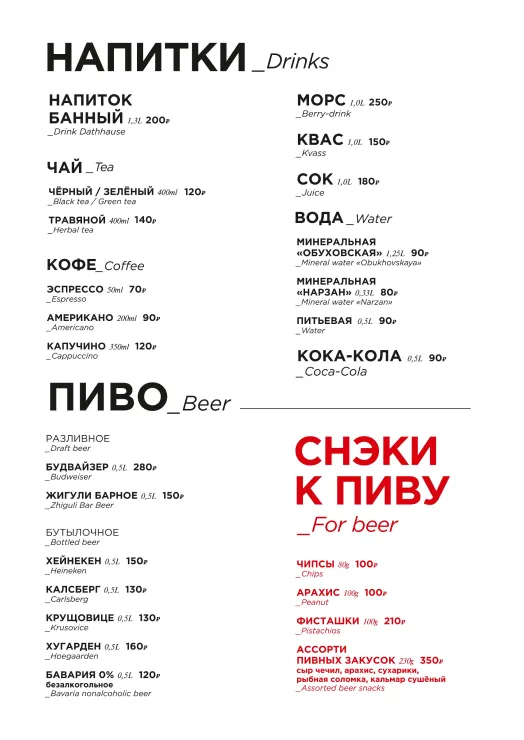 НАПИТКИ _Drinks
НАПИТОК
БАННЫЙ 1,3L 200₽
_Drink Dathhause
ЧАЙ _Tea
ЧЁРНЫЙ / ЗЕЛЁНЫЙ 400ml 120₽
_Black tea / Green tea
ТРАВЯНОЙ 400ml 140₽
_Herbal tea
КОФЕ_Coffee
ЭСПРЕССО 50ml 70₽
_Espresso
АМЕРИКАНО 200ml 90₽
_Americano
КАПУЧИНО 350ml 120₽
_Cappuccino
МОРС 1,0L 250₽
_Berry-drink
КВАС 1,0L 150₽
_Kvass
СОК 1,0L 180₽
_Juice
ВОДА _Water
МИНЕРАЛЬНАЯ
«ОБУХОВСКАЯ» 1,25L 90₽
_Mineral water «Obukhovskaya»
МИНЕРАЛЬНАЯ
«НАРЗАН» 0,33L 80₽
_Mineral water «Narzan»
ПИТЬЕВАЯ 0,5L 90₽
_Water
КОКА-КОЛА 0,5L 90₽
_Coca-Cola
ПИВО_Beer
РАЗЛИВНОЕ
_Draft beer
БУДВАЙЗЕР 0,5L 280₽
_Budweiser
ЖИГУЛИ БАРНОЕ 0,5L 150₽
_Zhiguli Bar Beer
БУТЫЛОЧНОЕ
_Bottled beer
ХЕЙНЕКЕН 0,5L 150₽
_Heineken
КАЛСБЕРГ 0,5L 130₽
_Carlsberg
КРУЩОВИЦЕ 0,5L 130₽
_Krusovice
ХУГАРДЕН 0,5L 160₽
_Hoegaarden
БАВАРИЯ 0% 0,5L 120₽
безалкогольное
_Bavaria nonalcoholic beer
СНЭКИ
К ПИВУ
_For beer
ЧИПСЫ 80g 100₽
_Chips
АРАХИС 100g 100₽
_Peanut
ФИСТАШКИ 100g 210₽
_Pistachios
АССОРТИ
ПИВНЫХ ЗАКУСОК 230g 350₽
сыр чечил, арахис, сухарики,
рыбная соломка, кальмар сушёный
_Assorted beer snacks